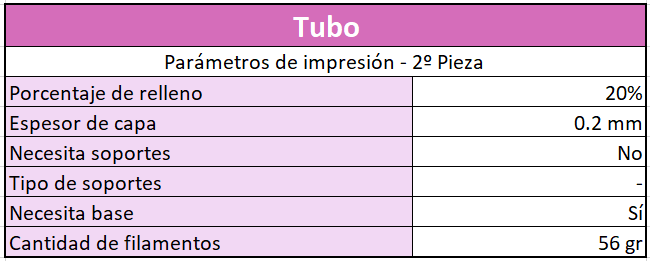 Tubo
Parámetros de impresión - 2º Pieza
Porcentaje de relleno 20%
Espesor de capa 0.2 mm
Necesita soportes No
Tipo de soportes -
Necesita base Sí
Cantidad de filamentos 56 gr